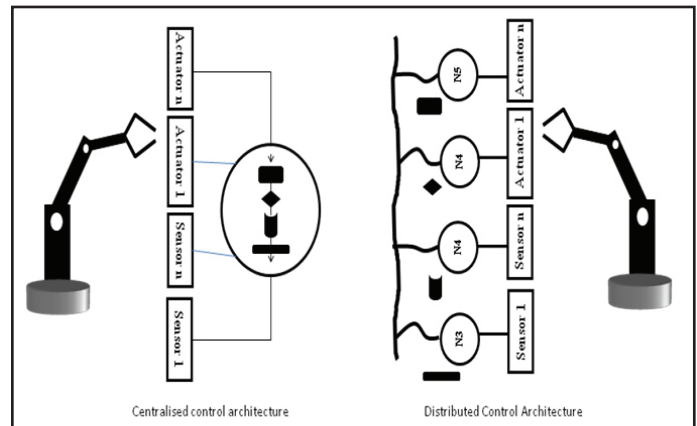 Actuator n
Actuator 1
Sensor n
Sensor 1
Centralised control architecture
N5
Actuator n
N4
Actuator 1
N4
Sensor n
N3
Sensor 1
Distributed Control Architecture